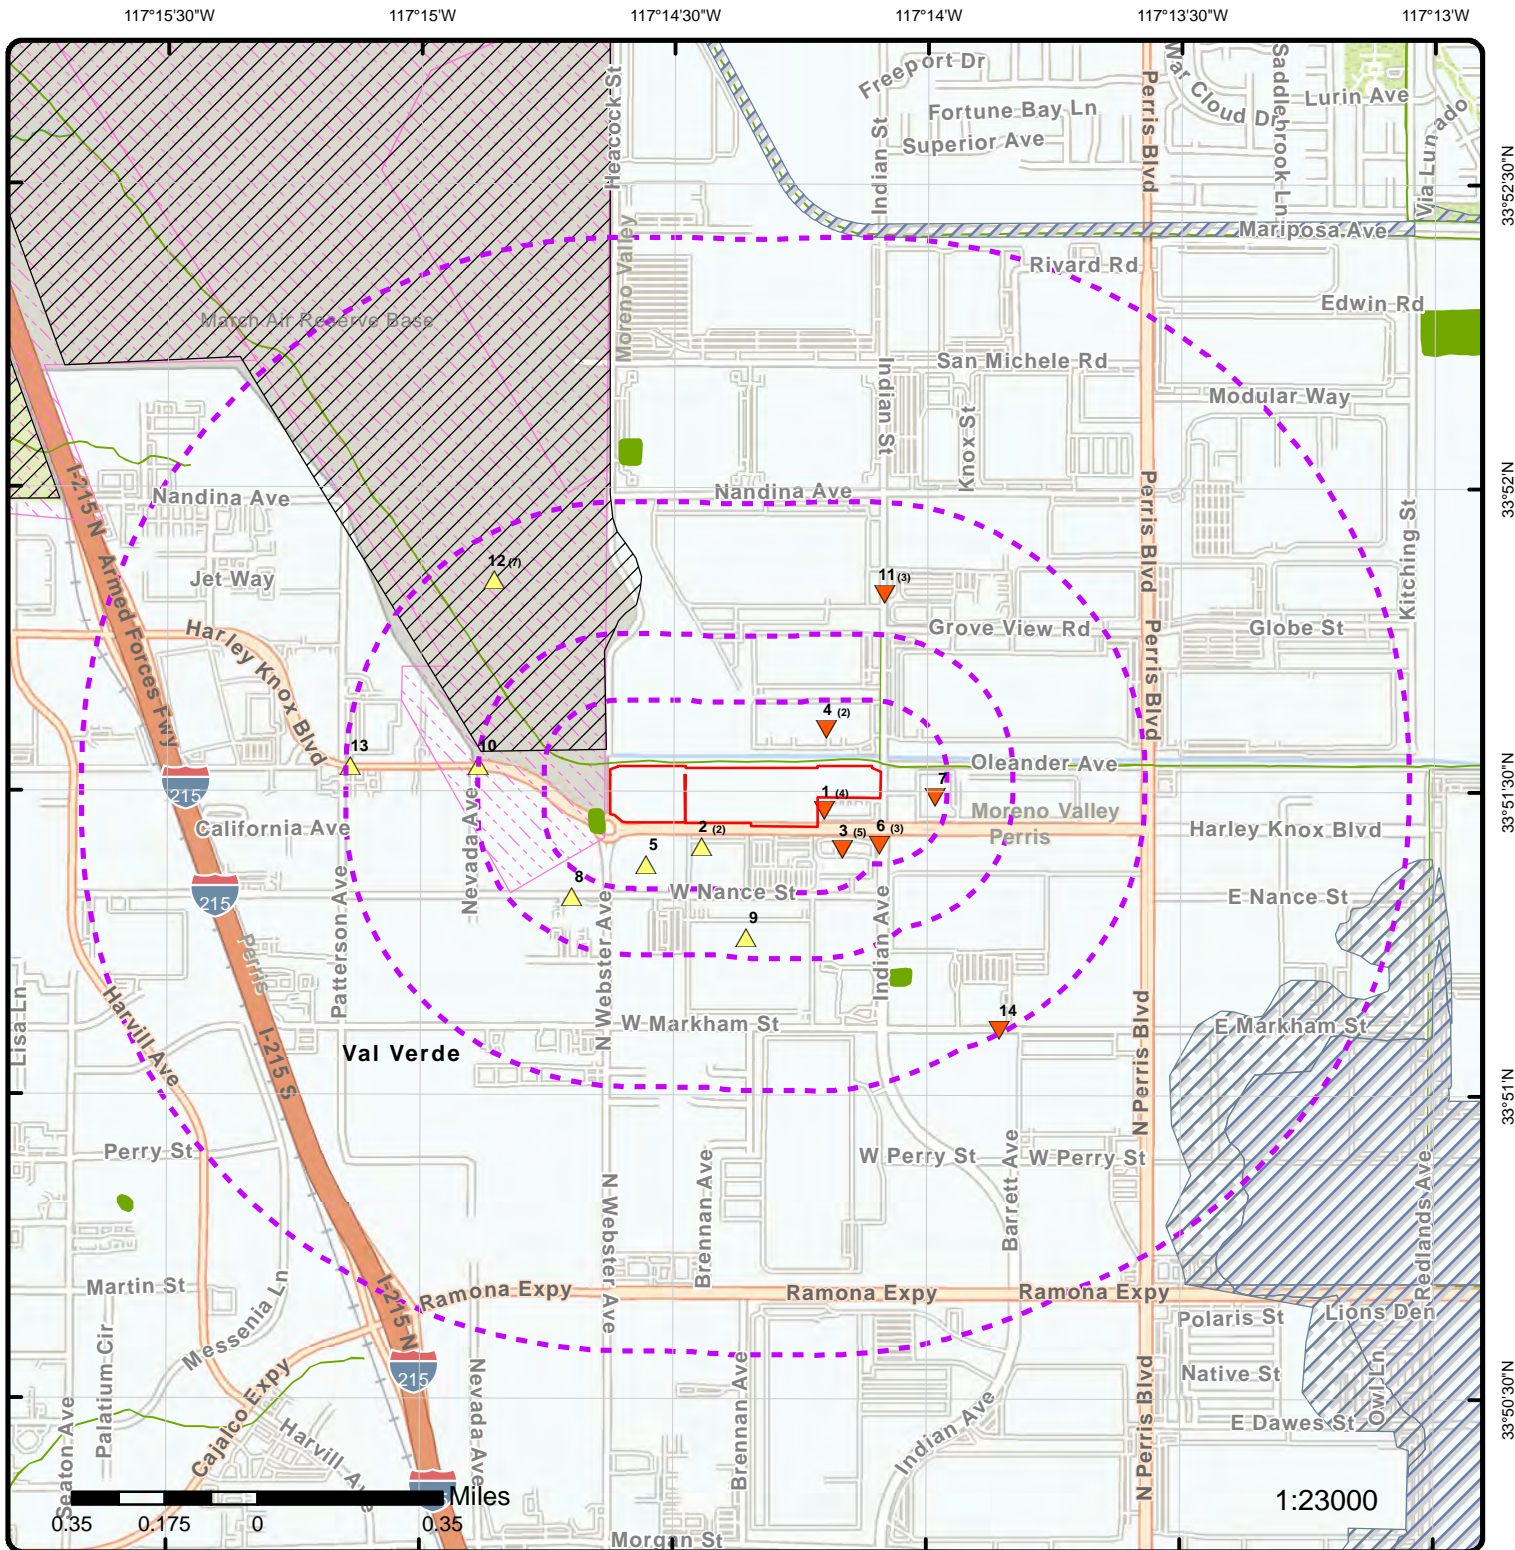 117°15'30"W
117°15'W
117°14'30"W
117°14'W
117°13'30"W
117°13'W
33°52'30"N
33°52'N
33°51'30"N
33°51'N
33°50'30"N
Heacock St
Freeport Dr
Fortune Bay Ln
Superior Ave
Indian St
Perris Blvd
War Cloud Dr
Saddlebrook Ln
Lurin Ave
Via Lun ado
Mariposa Ave
Rivard Rd
Moreno Valley
Edwin Rd
March Air Reserve Base
San Michele Rd
Indian St
Knox St
Modular Way
I-215 N
Nandina Ave
Nandina Ave
Perris Blvd
Kitching St
Armed Forces Fwy
Jet Way
12 (7)
11 (3)
Harley Knox Blvd
Grove View Rd
Perris Blvd
Globe St
4 (2)
13
10
Oleander Ave
215
7
1 (4)
Moreno Valley
Perris
California Ave
Nevada Ave
2 (2)
3 (5)
6 (3)
Harley Knox Blvd
5
8
W Nance St
E Nance St
215
Patterson Ave
N Webster Ave
9
Indian Ave
Perris
Lisa Ln
Harvill Ave
I-215 S
Val Verde
W Markham St
14
N Perris Blvd
E Markham St
Perry St
W Perry St
W Perry St
N Webster Ave
Brennan Ave
Barrett Ave
Redlands Ave
Martin St
Messenia Ln
I-215 N
Ramona Expy
Ramona Expy
Ramona Expy
Polaris St
Lions Den
Palatium Cir
215
Native St
Owl Ln
Seaton Ave
Cajalco Expy
Harvill Ave
Nevada Ave
Brennan Ave
Indian Ave
N Perris Blvd
E Dawes St
Miles
0.35
0.175
0
0.35
1:23000
Morgan St